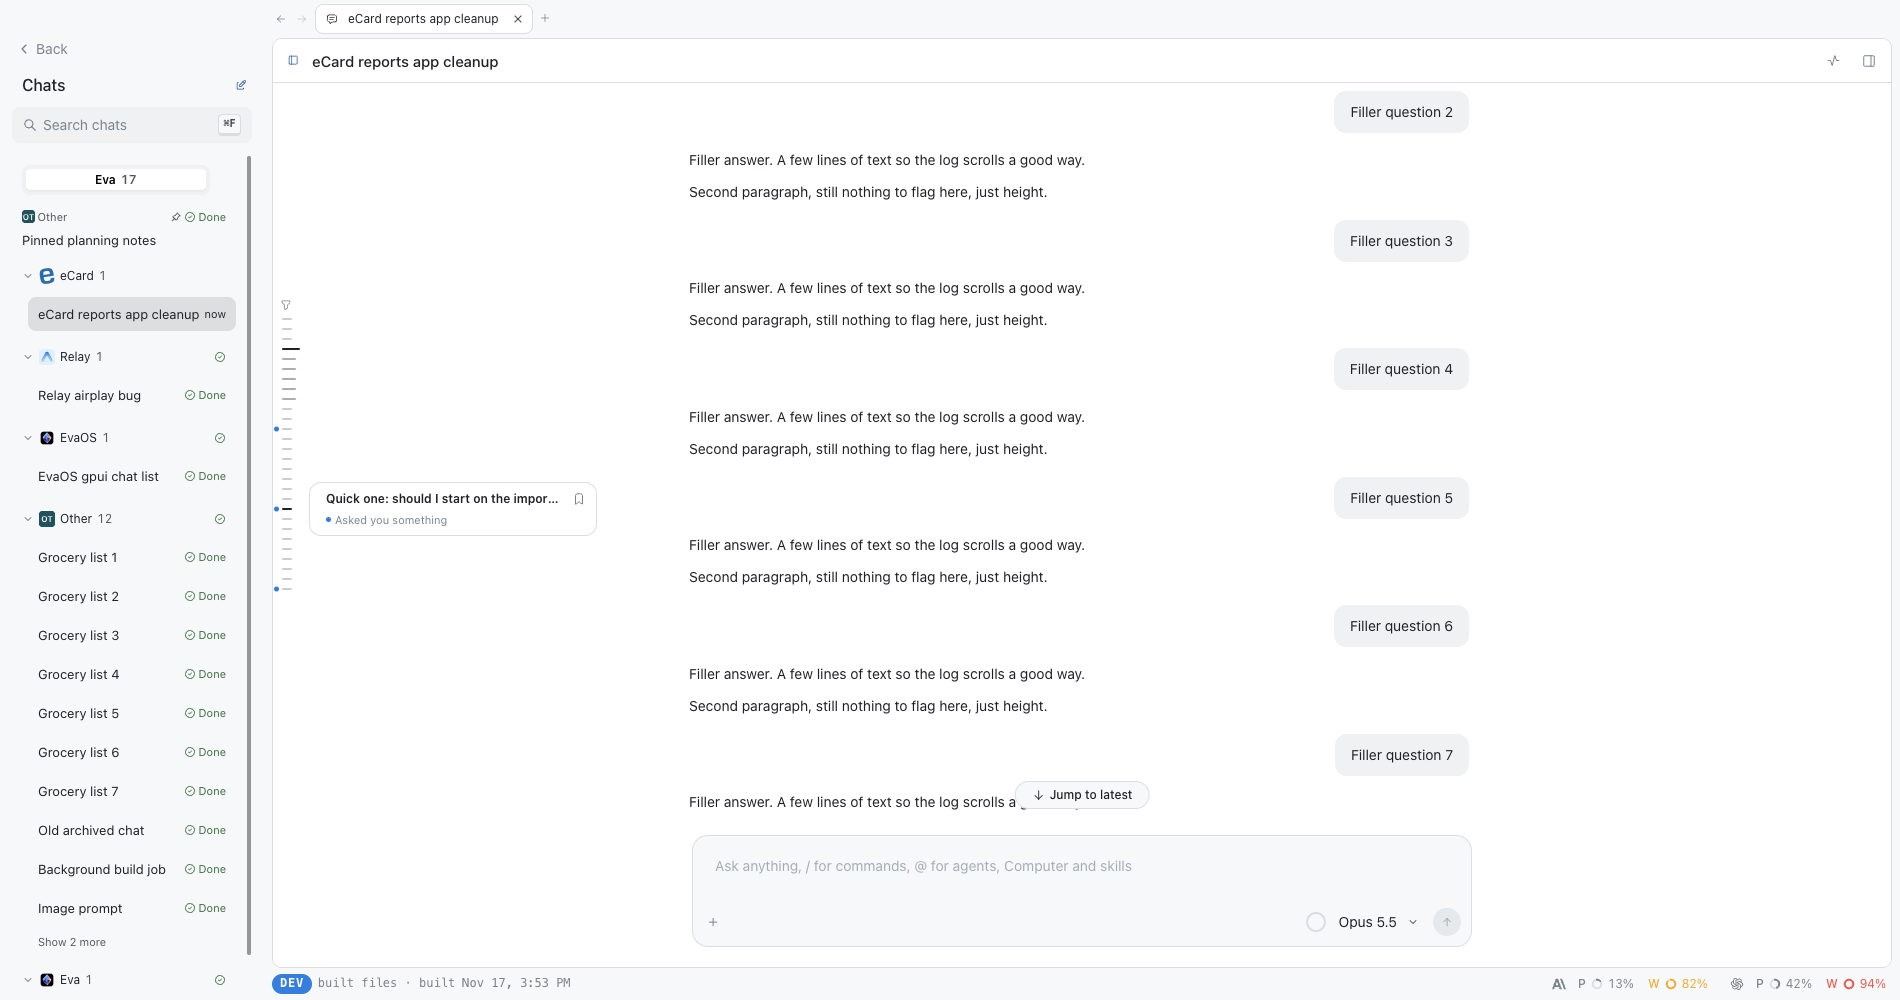 eCard reports app cleanup
Back
Chats
Search chats
⌘F
Eva 17
OT Other
Done
Pinned planning notes
eCard 1
eCard reports app cleanup now
Relay 1
Relay airplay bug Done
EvaOS 1
EvaOS gpui chat list Done
OT Other 12
Grocery list 1 Done
Grocery list 2 Done
Grocery list 3 Done
Grocery list 4 Done
Grocery list 5 Done
Grocery list 6 Done
Grocery list 7 Done
Old archived chat Done
Background build job Done
Image prompt Done
Show 2 more
Eva 1
eCard reports app cleanup
Filler question 2
Filler answer. A few lines of text so the log scrolls a good way.
Second paragraph, still nothing to flag here, just height.
Filler question 3
Filler answer. A few lines of text so the log scrolls a good way.
Second paragraph, still nothing to flag here, just height.
Filler question 4
Filler answer. A few lines of text so the log scrolls a good way.
Second paragraph, still nothing to flag here, just height.
Quick one: should I start on the impor...
Asked you something
Filler question 5
Filler answer. A few lines of text so the log scrolls a good way.
Second paragraph, still nothing to flag here, just height.
Filler question 6
Filler answer. A few lines of text so the log scrolls a good way.
Second paragraph, still nothing to flag here, just height.
Filler question 7
Filler answer. A few lines of text so the log scrolls a
Jump to latest
Ask anything, / for commands, @ for agents, Computer and skills
Opus 5.5
DEV built files · built Nov 17, 3:53 PM
P 13% W 82% P 42% W 94%